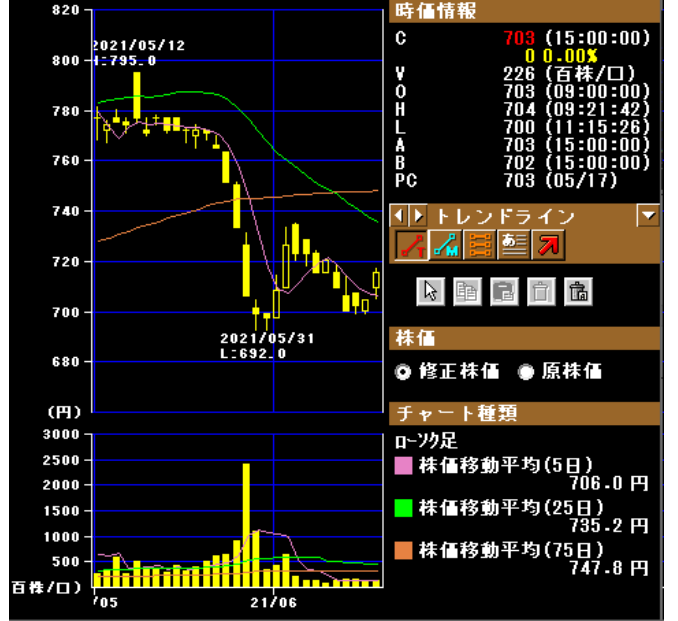 820
800
780
760
740
720
700
680
(円)
2021/05/12
H:795.0
2021/05/31
L:692.0
3000
2500
2000
1500
1000
500
百株/口)
/05
21/06
時価情報
C 703 (15:00:00)
0 0.00%
V 226 (百株/口)
O 703 (09:00:00)
H 704 (09:21:42)
L 700 (11:15:26)
A 703 (15:00:00)
B 702 (15:00:00)
PC 703 (05/17)
トレンドライン
T
M
あ
株価
修正株価 原株価
チャート種類
ローソク足
株価移動平均(5日)
706.0 円
株価移動平均(25日)
735.2 円
株価移動平均(75日)
747.8 円